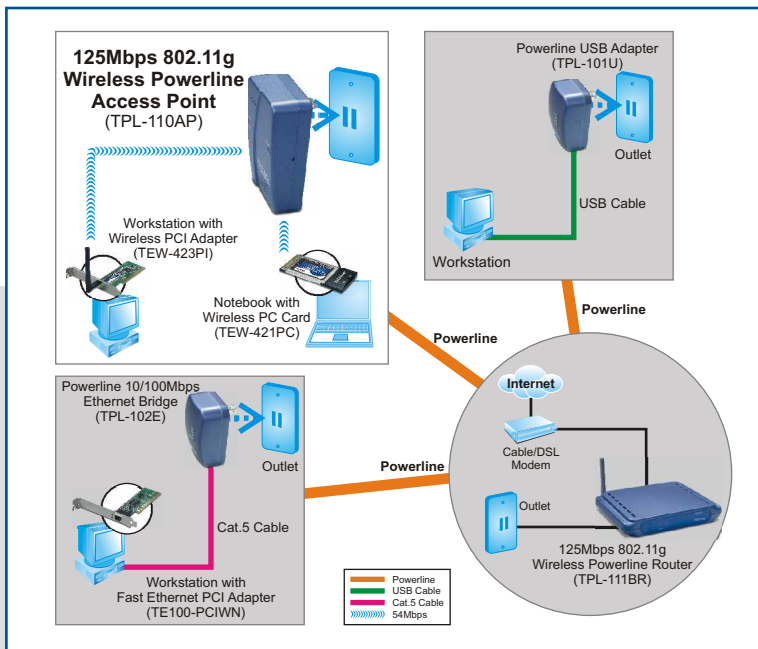 125Mbps 802.11g
Wireless Powerline
Access Point
(TPL-110AP)
Workstation with
Wireless PCI Adapter
(TEW-423PI)
Notebook with
Wireless PC Card
(TEW-421PC)
Powerline USB Adapter
(TPL-101U)
Outlet
USB Cable
Workstation
Powerline
Powerline
Powerline 10/100Mbps
Ethernet Bridge
(TPL-102E)
Outlet
Cat.5 Cable
Workstation with
Fast Ethernet PCI Adapter
(TE100-PCIWN)
Powerline
Internet
Cable/DSL
Modem
Outlet
125Mbps 802.11g
Wireless Powerline Router
(TPL-111BR)
Powerline
USB Cable
Cat.5 Cable
54Mbps